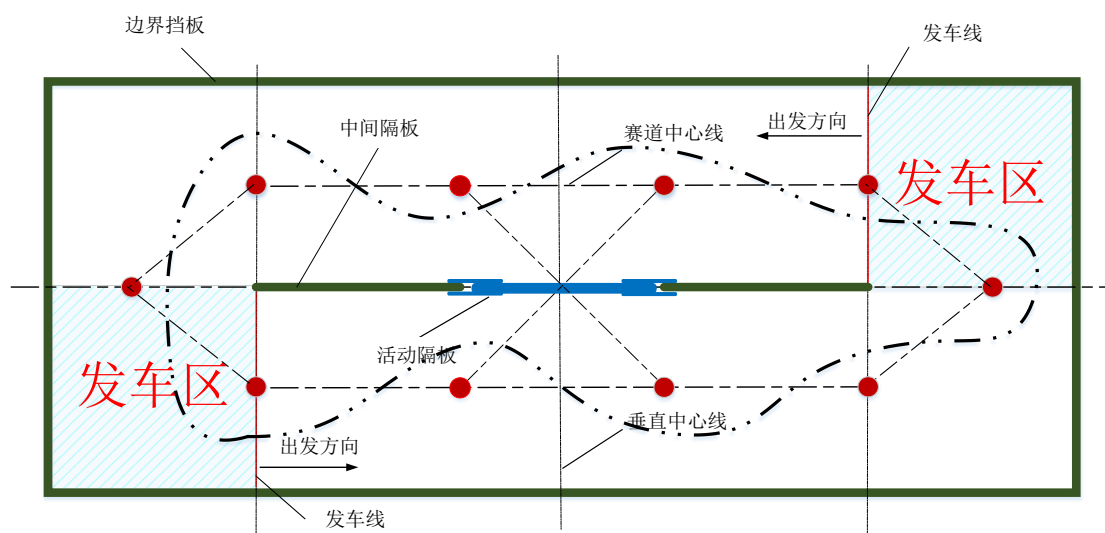 边界挡板
发车线
中间隔板
赛道中心线
出发方向
发车区
活动隔板
发车区
垂直中心线
出发方向
发车线